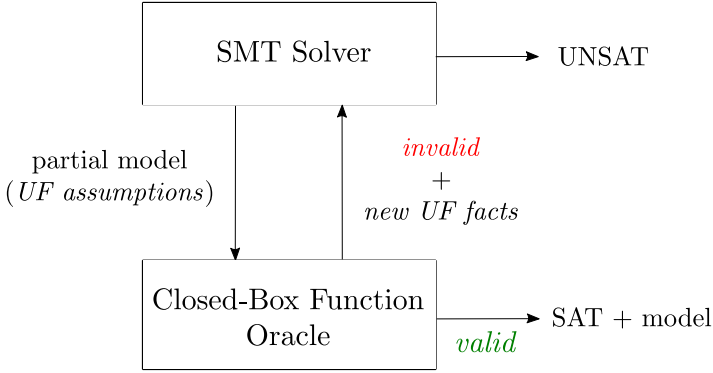 SMT Solver
UNSAT
partial model
(UF assumptions)
invalid
+
new UF facts
Closed-Box Function
Oracle
SAT + model
valid